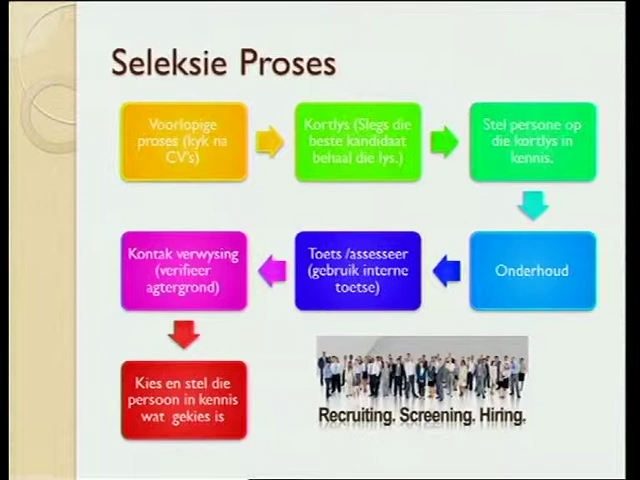 Seleksie Proses
Voorlopige
proses (kyk na
CV's)
Kortlys (Slegs die
beste kandidaat
behaal die lys.)
Stel persone op
die kortlys in
kennis.
Onderhoud
Toets /assesseer
(gebruik interne
toetse)
Kontak verwysing
(verifieer
agtergrond)
Kies en stel die
persoon in kennis
wat gekies is
Recruiting. Screening. Hiring.